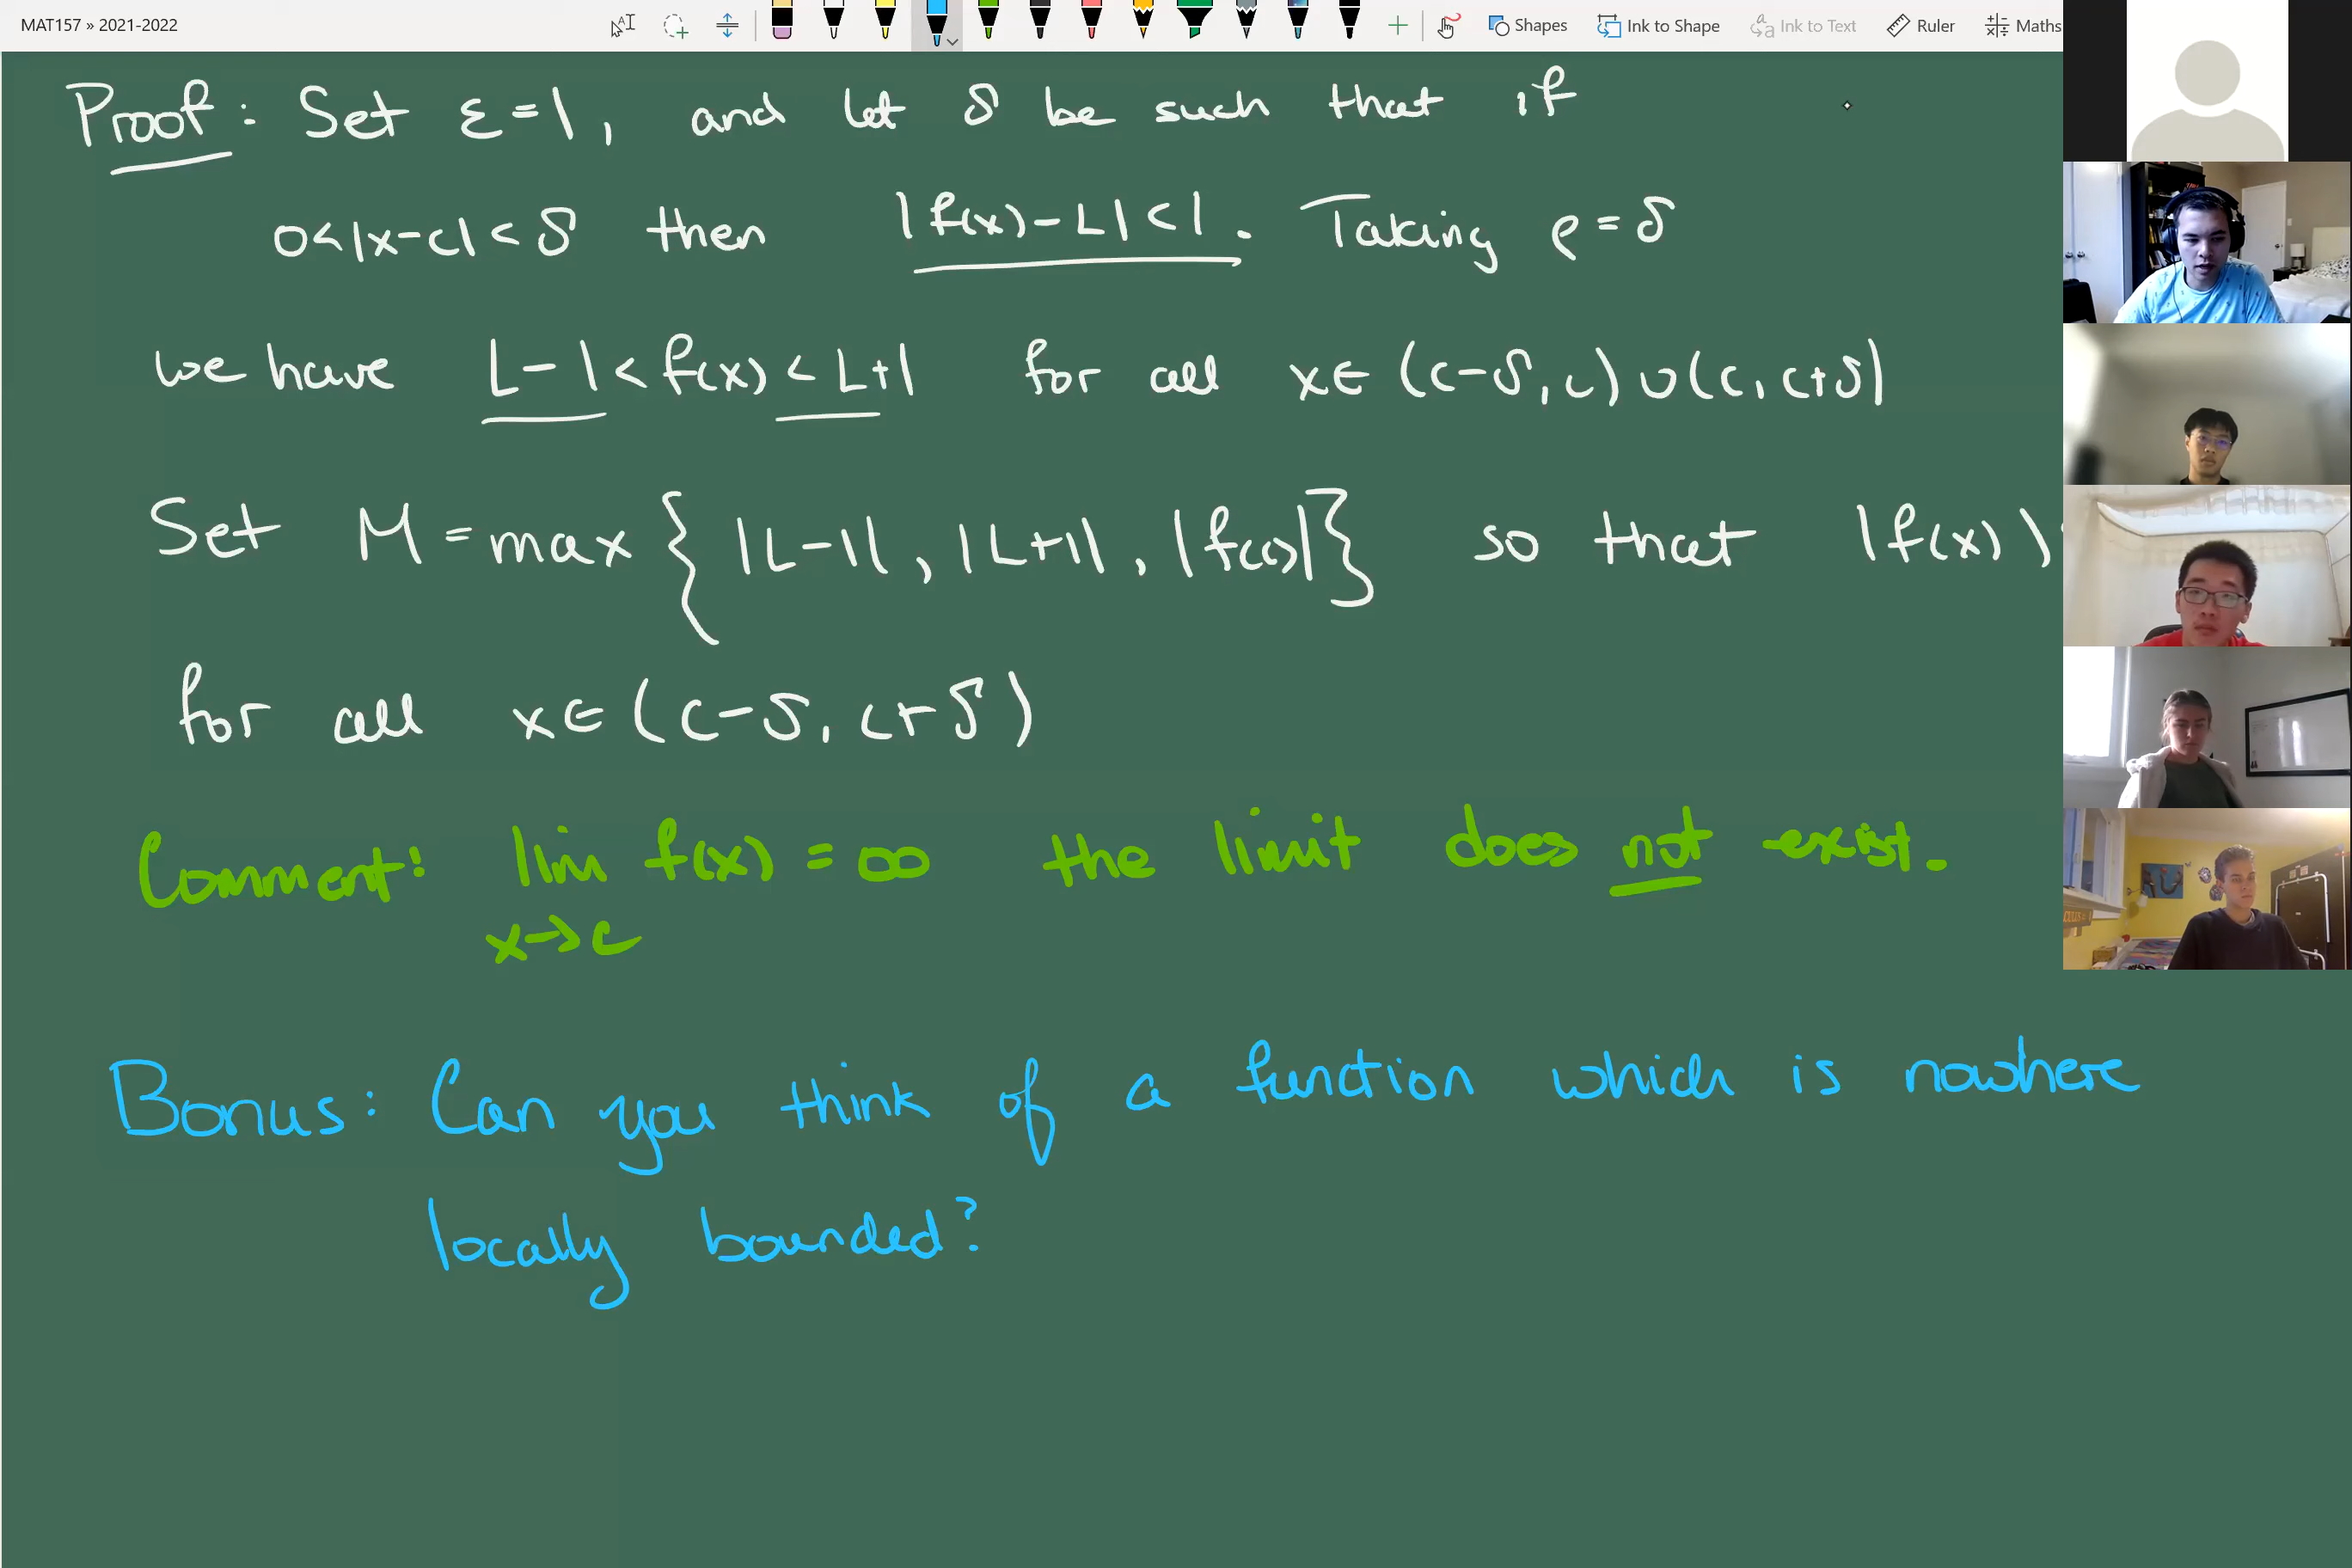 MAT157 » 2021-2022
Shapes Ink to Shape Ink to Text Ruler Maths
Proof: Set ε=1, and let δ be such that if
0<|x-c|<δ then |f(x)-L|<1. Taking ρ=δ
we have L-1<f(x)<L+1 for all x∈(c-δ,c)∪(c,c+δ)
Set M=max{|L-1|,|L+1|,|f(c)|} so that |f(x)|
for all x∈(c-δ,c+δ)
Comment: lim f(x)=∞ the limit does not exist.
x→c
Bonus: Can you think of a function which is nowhere
locally bounded?